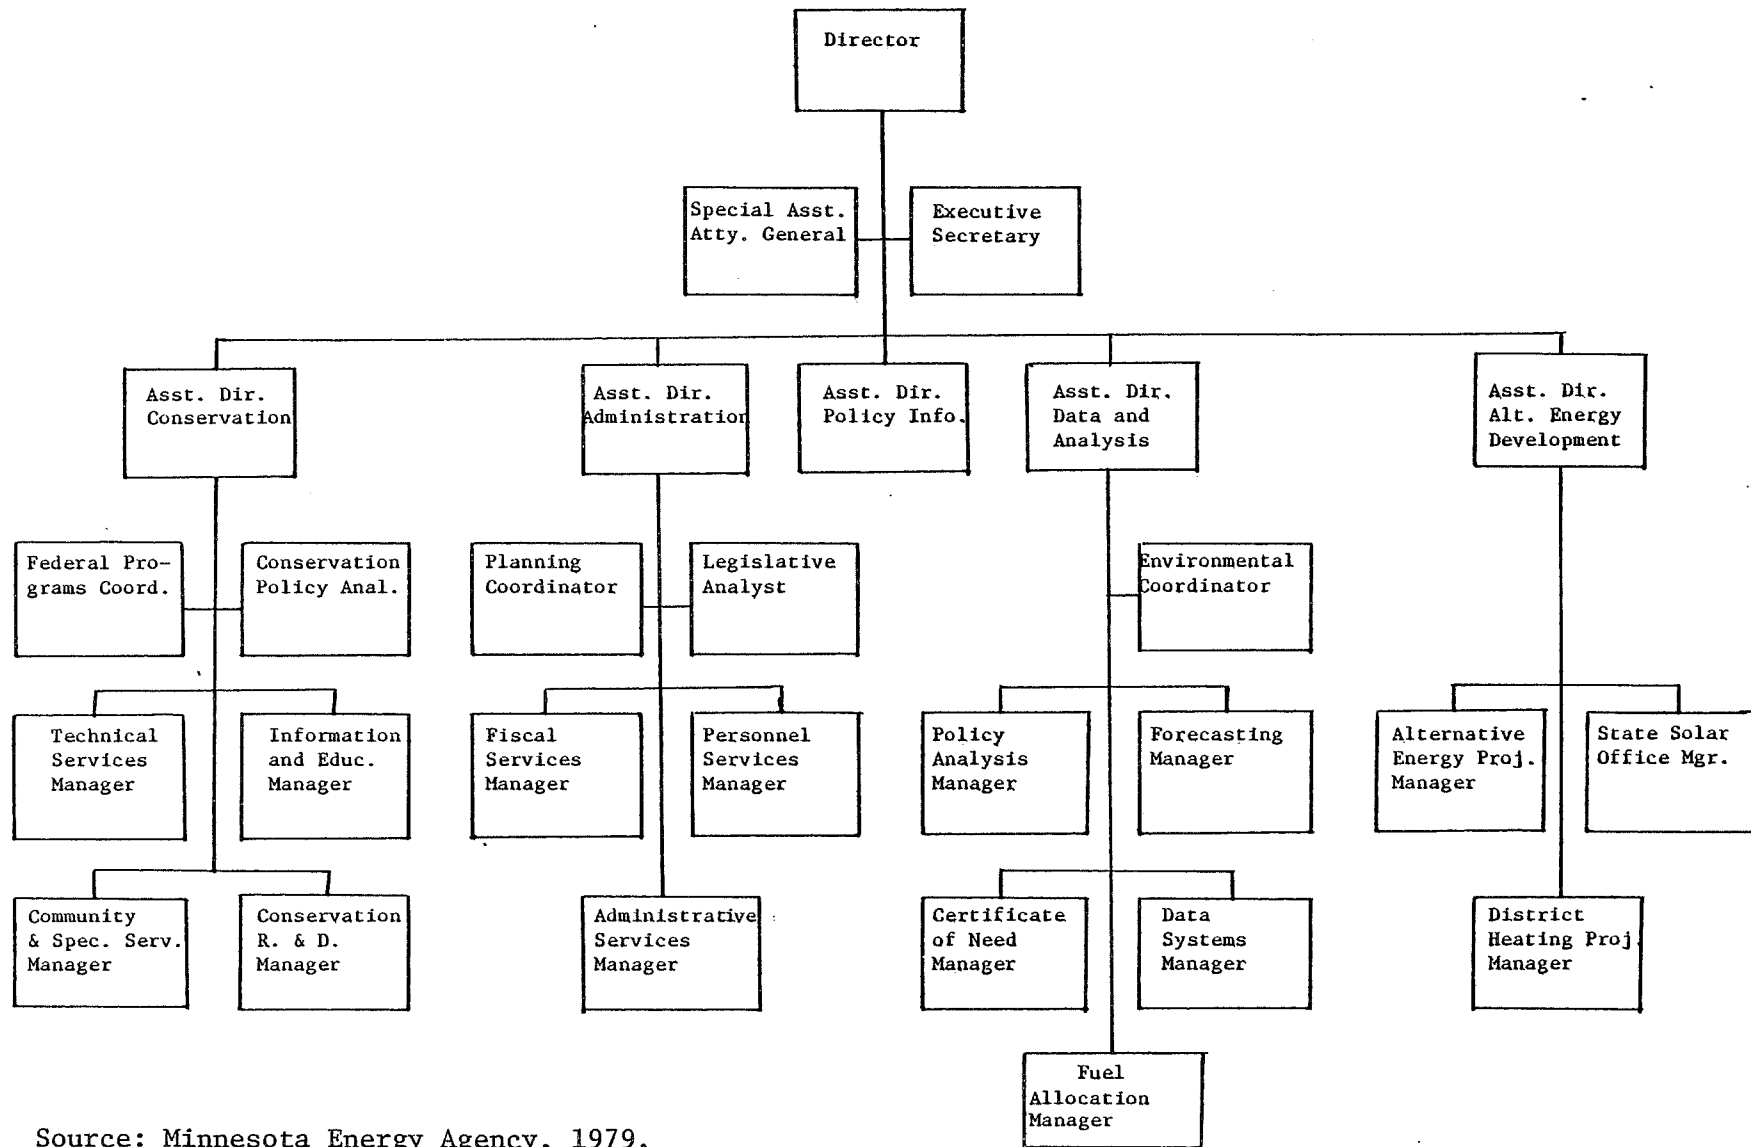 Director
Special Asst.
Atty. General
Executive
Secretary
Asst. Dir.
Conservation
Asst. Dir.
Administration
Asst. Dir.
Policy Info.
Asst. Dir.
Data and
Analysis
Asst. Dir.
Alt. Energy
Development
Federal Pro-
grams Coord.
Conservation
Policy Anal.
Planning
Coordinator
Legislative
Analyst
Environmental
Coordinator
Technical
Services
Manager
Information
and Educ.
Manager
Fiscal
Services
Manager
Personnel
Services
Manager
Policy
Analysis
Manager
Forecasting
Manager
Alternative
Energy Proj.
Manager
State Solar
Office Mgr.
Community
& Spec. Serv.
Manager
Conservation
R. & D.
Manager
Administrative
Services
Manager
Certificate
of Need
Manager
Data
Systems
Manager
District
Heating Proj.
Manager
Fuel
Allocation
Manager
Source: Minnesota Energy Agency, 1979.